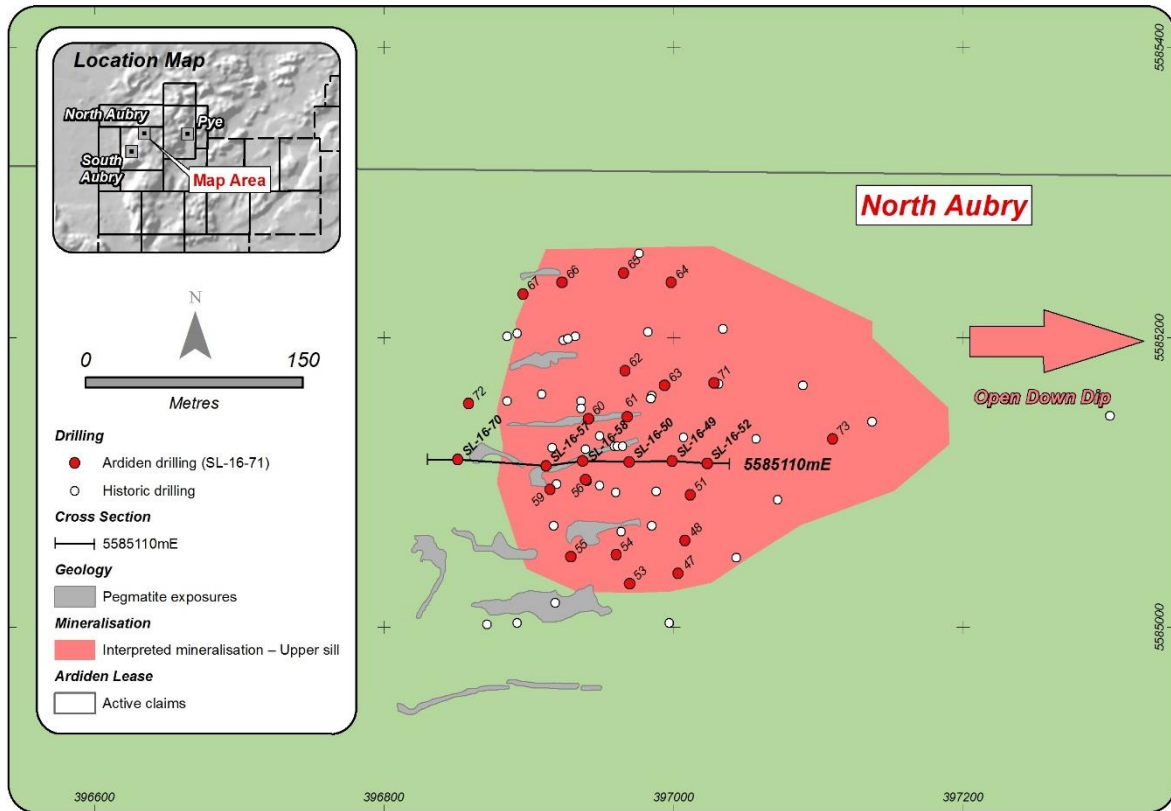 Location Map
North Aubry
Pye
South
Aubry
Map Area
N
0 150
Metres
Drilling
Ardiden drilling (SL-16-71)
Historic drilling
Cross Section
5585110mE
Geology
Pegmatite exposures
Mineralisation
Interpreted mineralisation – Upper sill
Ardiden Lease
Active claims
North Aubry
Open Down Dip
67
66
65
64
62
63
71
72
60
61
73
SL-16-70
SL-16-57
SL-16-58
SL-16-50
SL-16-49
SL-16-52
5585110mE
59
56
51
55
54
48
53
47
5585400
5585200
5585000
396600
396800
397000
397200